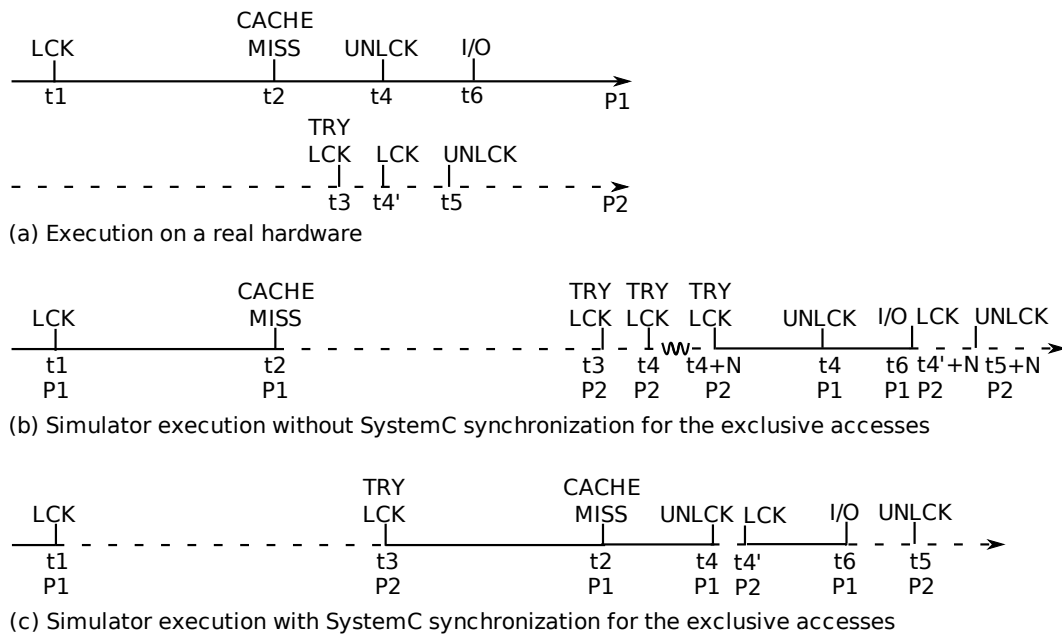 CACHE
LCK MISS UNLCK I/O
t1 t2 t4 t6 P1
TRY
LCK LCK UNLCK
t3 t4' t5 P2
(a) Execution on a real hardware
CACHE TRY TRY TRY
LCK MISS LCK LCK LCK UNLCK I/O LCK UNLCK
t1 t2 t3 t4 t4+N t4 t6 t4'+N t5+N
P1 P1 P2 P2 P2 P1 P1 P2 P2
(b) Simulator execution without SystemC synchronization for the exclusive accesses
TRY CACHE
LCK LCK MISS UNLCK LCK I/O UNLCK
t1 t3 t2 t4 t4' t6 t5
P1 P2 P1 P1 P2 P1 P2
(c) Simulator execution with SystemC synchronization for the exclusive accesses